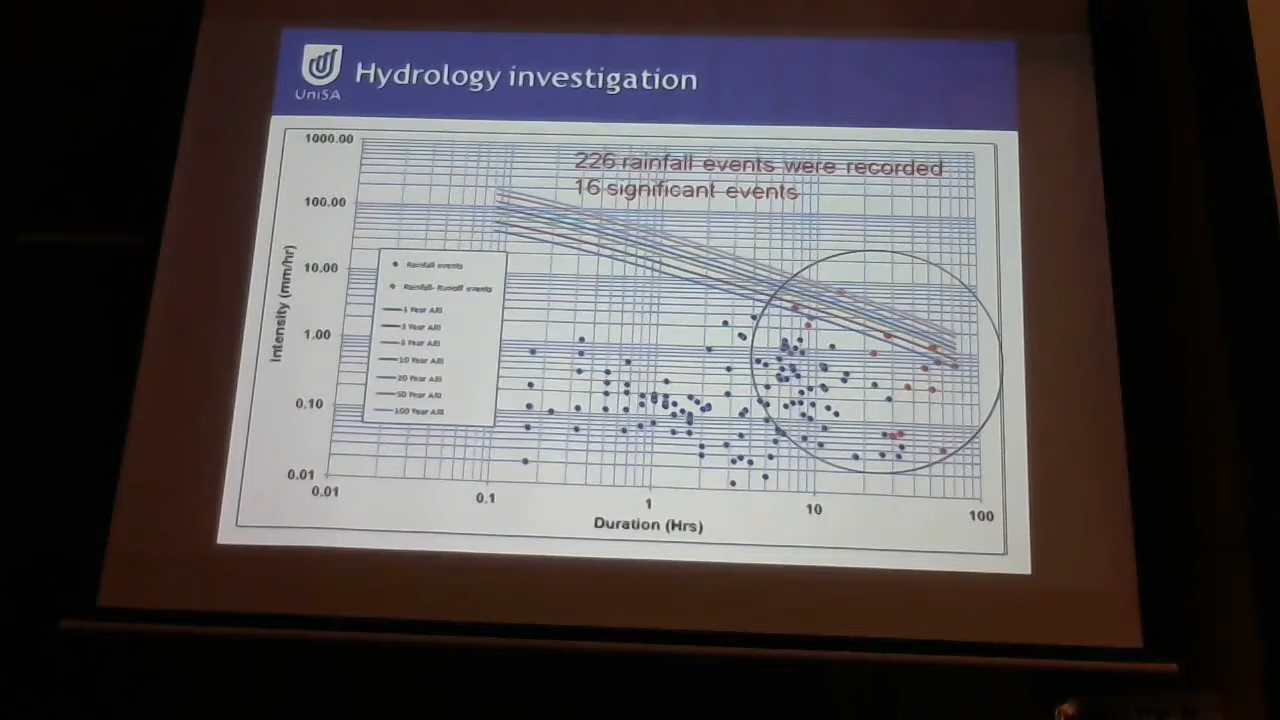 UniSA
Hydrology investigation
226 rainfall events were recorded
16 significant events
1000.00
100.00
10.00
1.00
0.10
0.01
Intensity (mm/hr)
Rainfall events
Rainfall- Runoff events
1 Year ARI
Year ARI
5 Year ARI
10 Year ARI
20 Year ARI
50 Year ARI
100 Year ARI
0.01
0.1
1
10
100
Duration (Hrs)